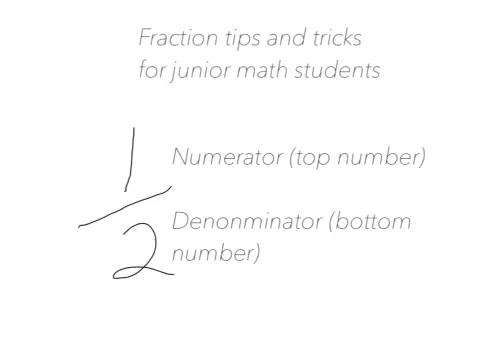 Fraction tips and tricks
for junior math students
1
Numerator (top number)
2
Denonminator (bottom
number)